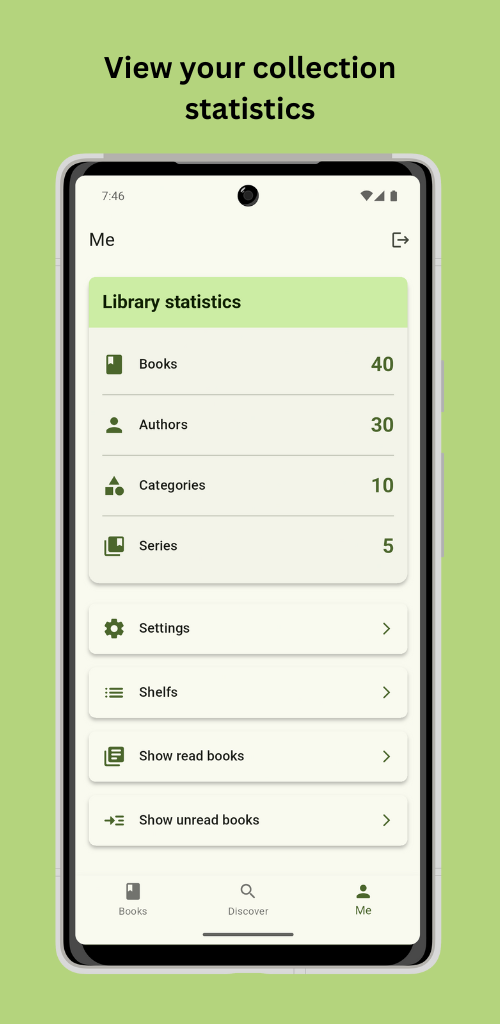 View your collection
statistics
7:46
Me
Library statistics
Books 40
Authors 30
Categories 10
Series 5
Settings
Shelfs
Show read books
Show unread books
Books Discover Me